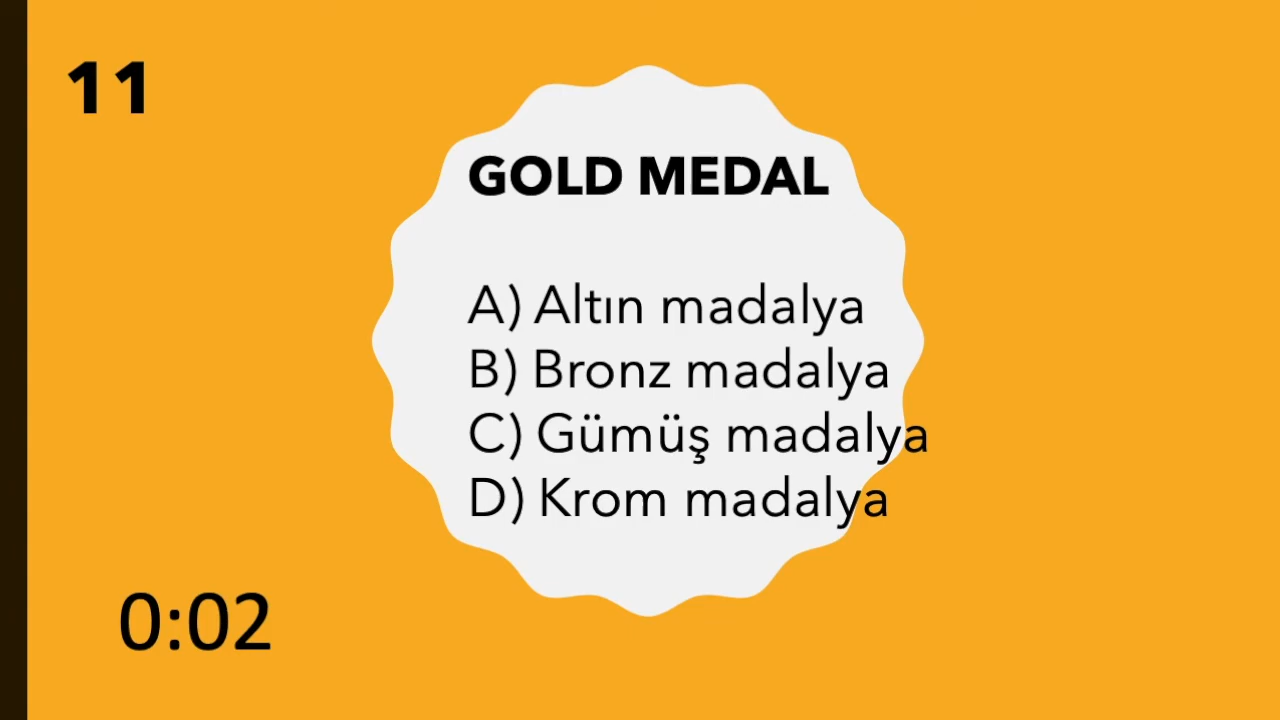 11
GOLD MEDAL
A) Altın madalya
B) Bronz madalya
C) Gümüş madalya
D) Krom madalya
0:02